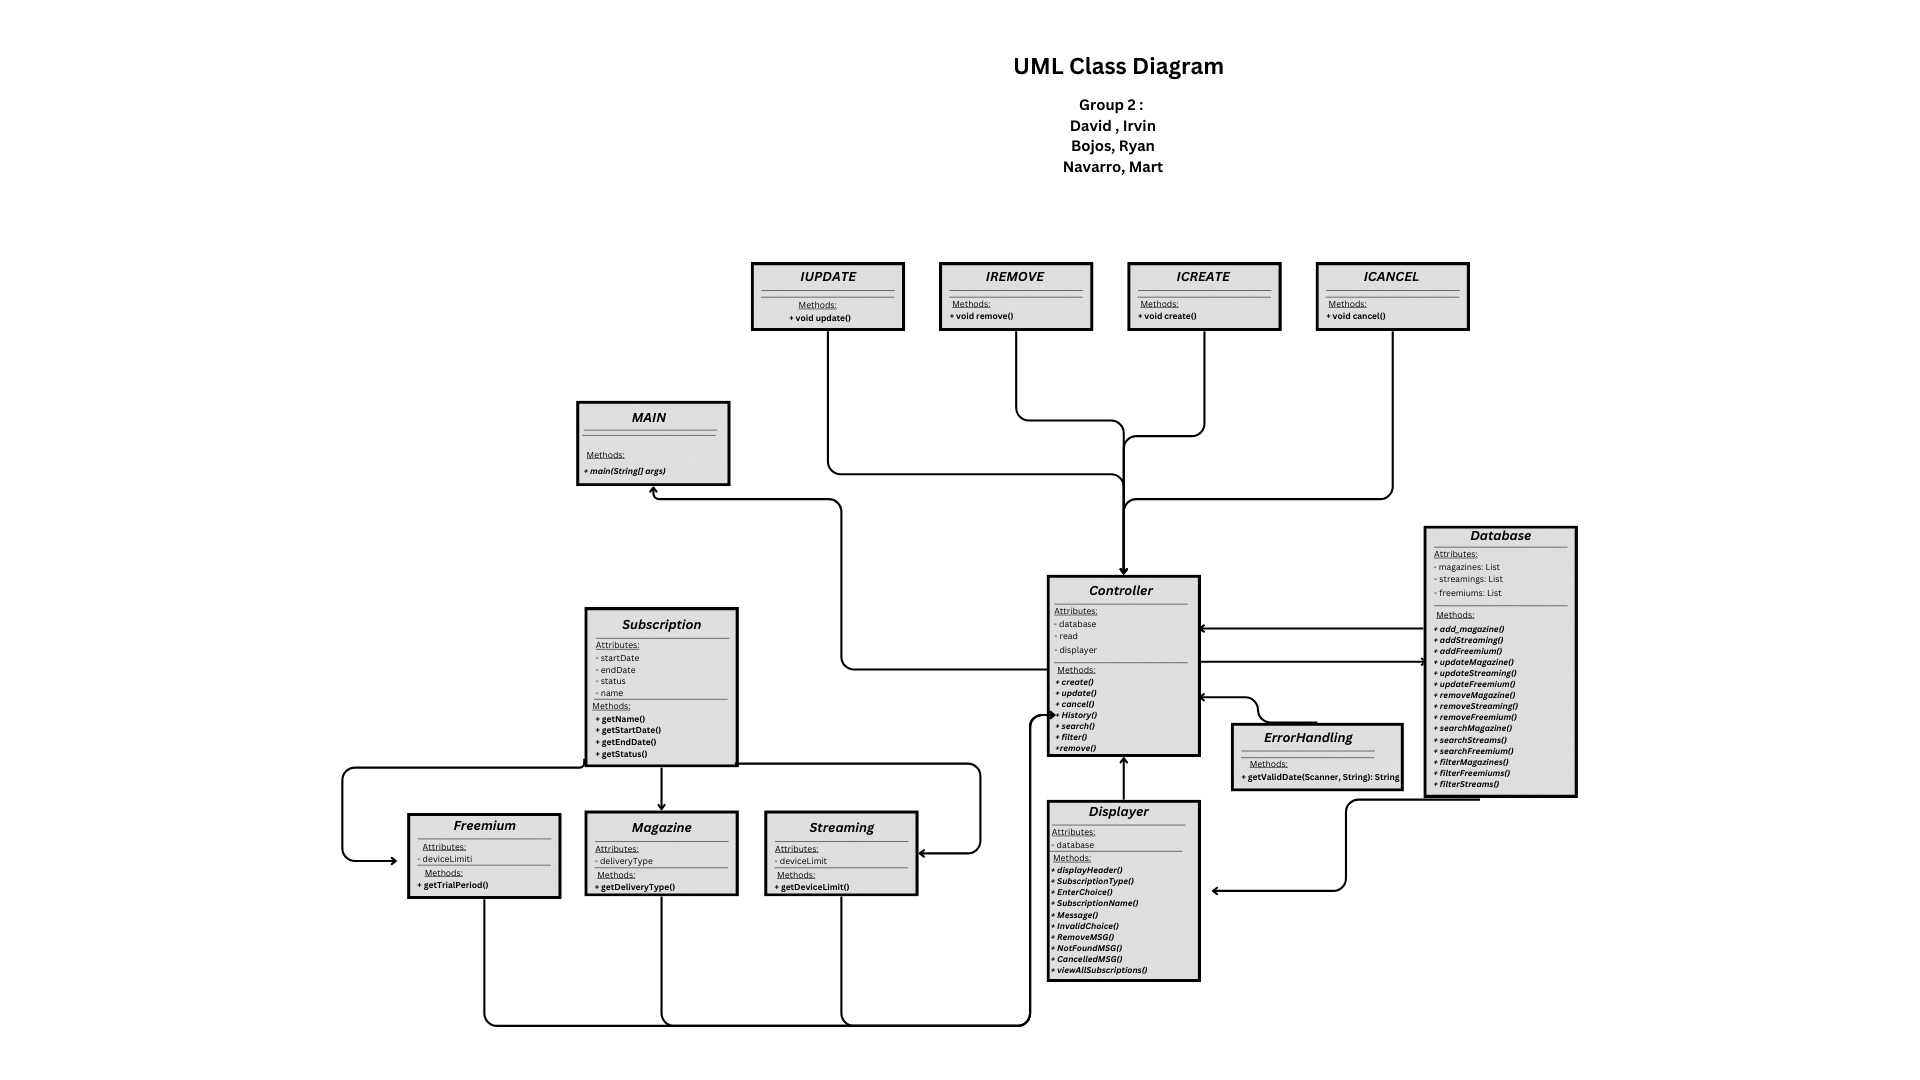 UML Class Diagram
Group 2 :
David , Irvin
Bojos, Ryan
Navarro, Mart
IUPDATE
Methods:
+ void update()
IREMOVE
Methods:
+ void remove()
ICREATE
Methods:
+ void create()
ICANCEL
Methods:
+ void cancel()
MAIN
Methods:
+ main(String[] args)
Database
Attributes:
- magazines: List
- streamings: List
- freemiums: List
Methods:
+ add_magazine()
+ addStreaming()
+ addFreemium()
+ updateMagazine()
+ updateStreaming()
+ updateFreemium()
+ removeMagazine()
+ removeStreaming()
+ removeFreemium()
+ searchMagazine()
+ searchStreams()
+ searchFreemium()
+ filterMagazines()
+ filterFreemiums()
+ filterStreams()
Controller
Attributes:
- database
- read
- displayer
Methods:
+ create()
+ update()
+ cancel()
+ History()
+ search()
+ filter()
+remove()
Subscription
Attributes:
- startDate
- endDate
- status
- name
Methods:
+ getName()
+ getStartDate()
+ getEndDate()
+ getStatus()
ErrorHandling
Methods:
+ getValidDate(Scanner, String): String
Freemium
Attributes:
- deviceLimiti
Methods:
+ getTrialPeriod()
Magazine
Attributes:
- deliveryType
Methods:
+ getDeliveryType()
Streaming
Attributes:
- deviceLimit
Methods:
+ getDeviceLimit()
Displayer
Attributes:
- database
Methods:
+ displayHeader()
+ SubscriptionType()
+ EnterChoice()
+ SubscriptionName()
+ Message()
+ InvalidChoice()
+ RemoveMSG()
+ NotFoundMSG()
+ CancelledMSG()
+ viewAllSubscriptions()